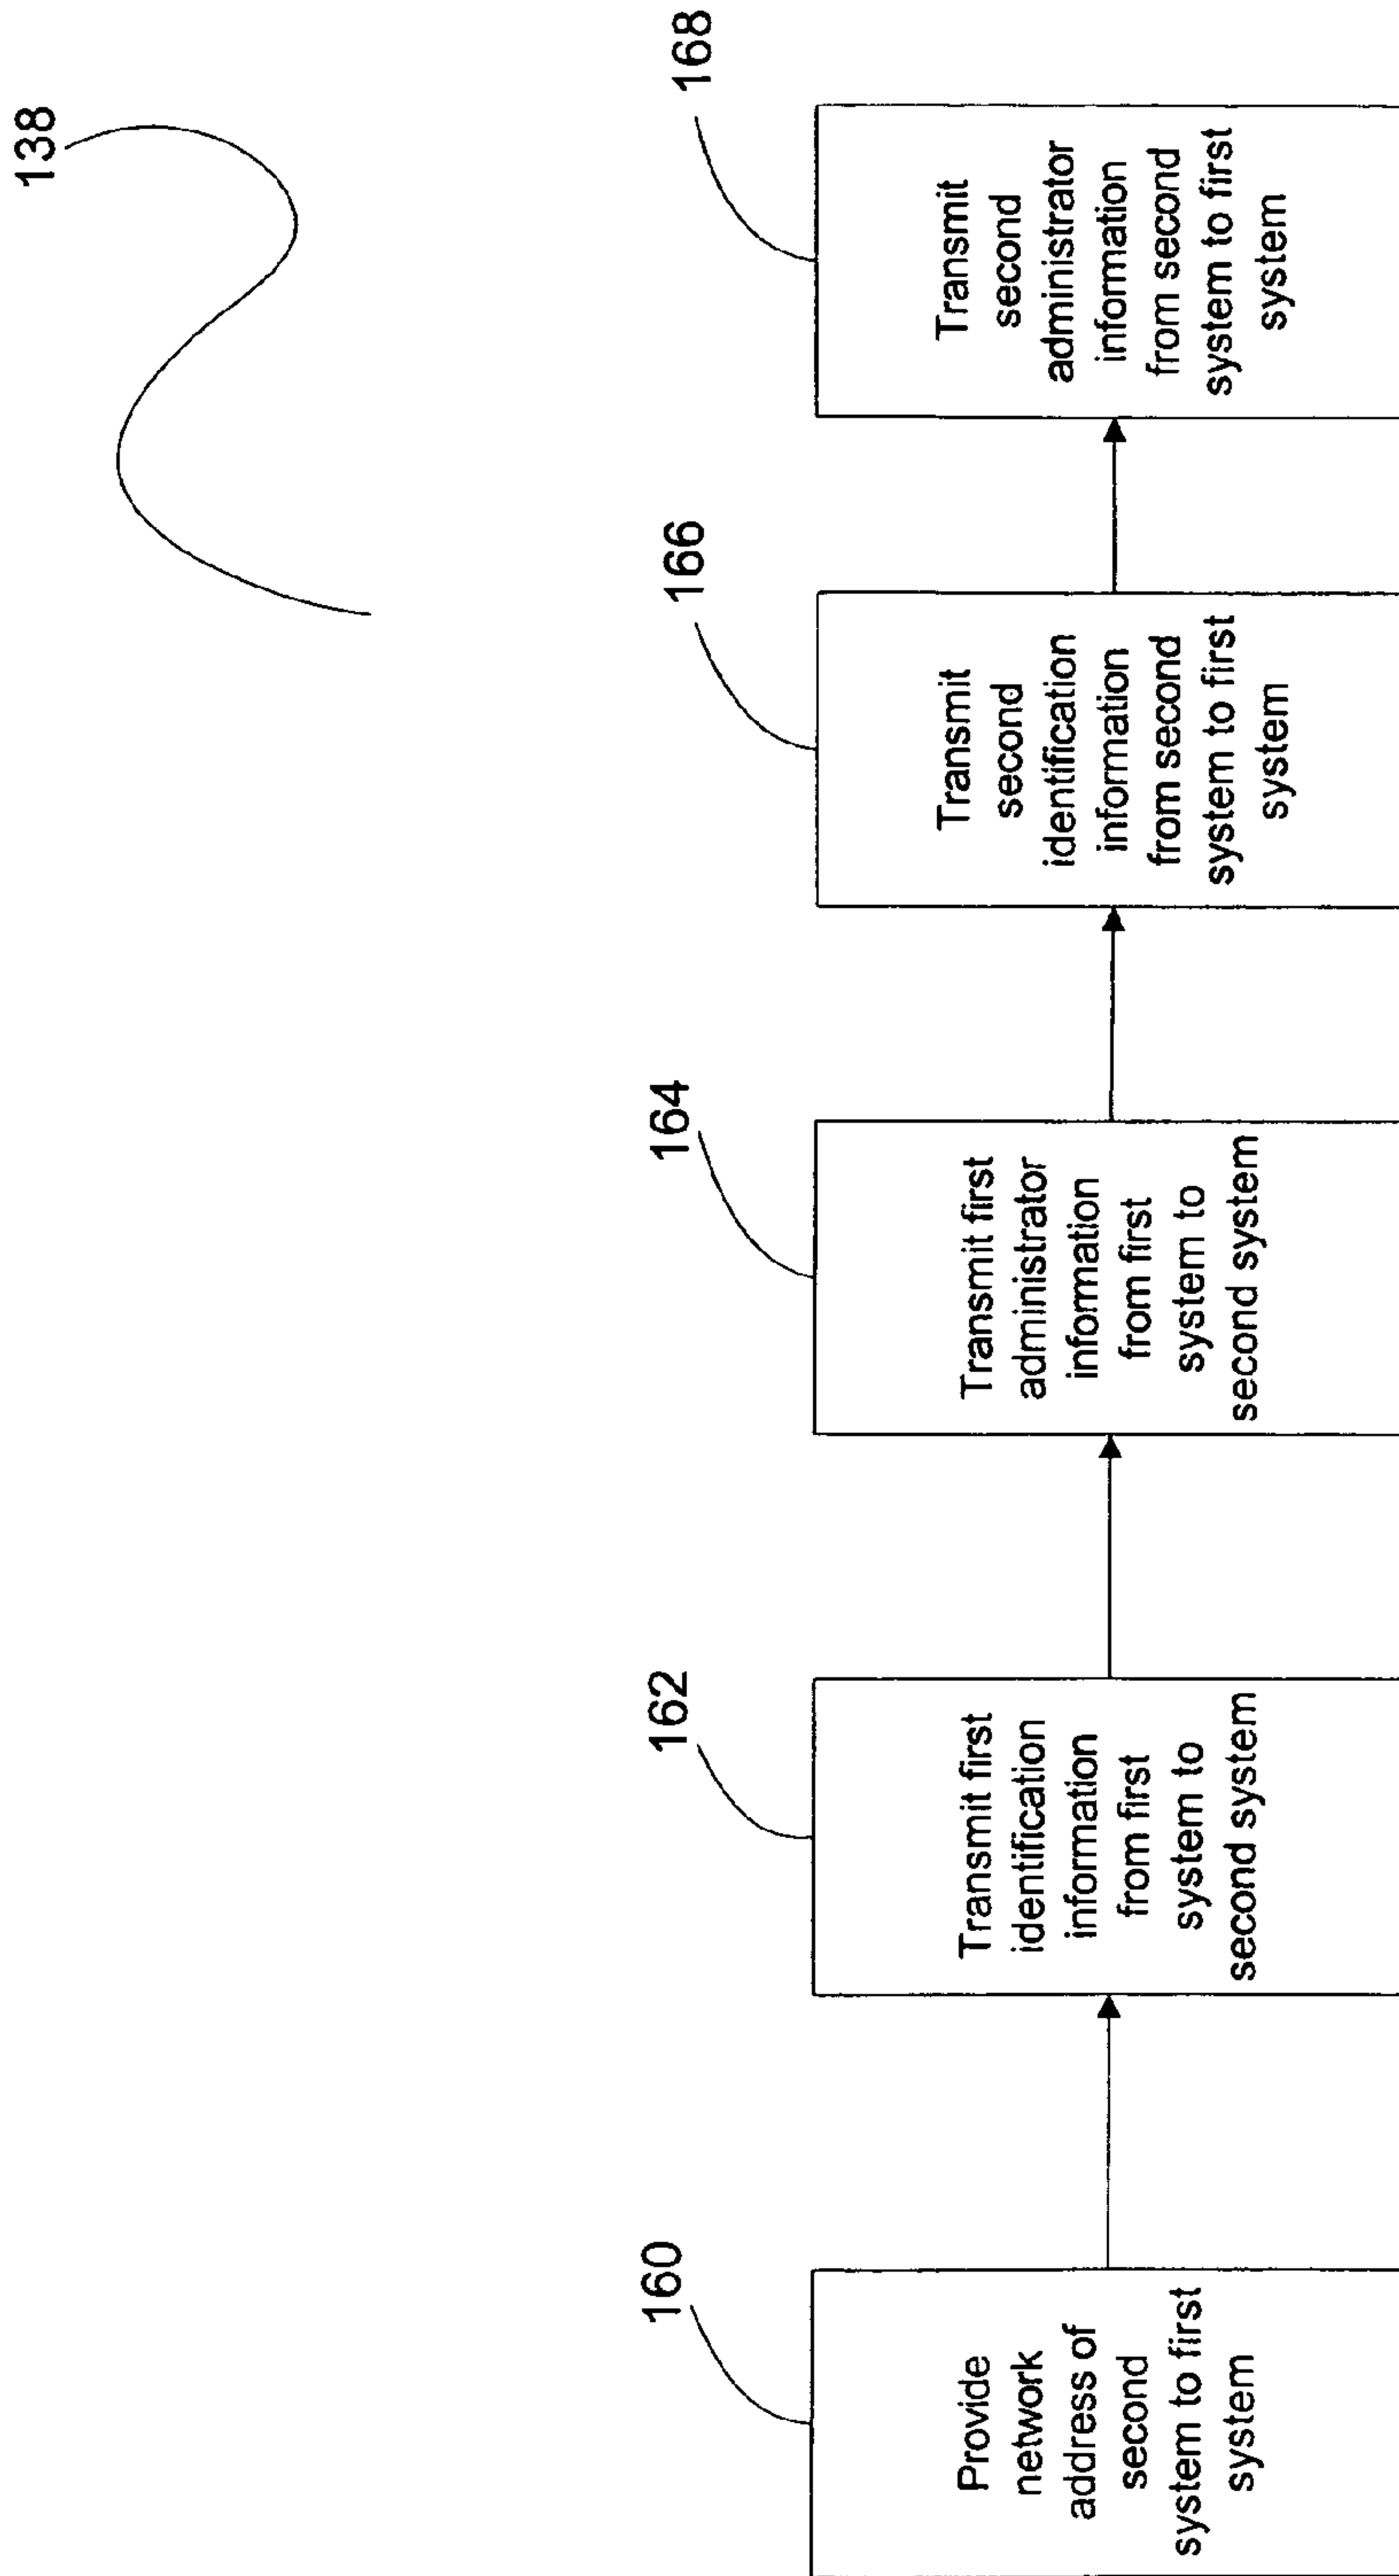 138
160
Provide
network
address of
second
system to first
system
162
Transmit first
identification
information
from first
system to
second system
164
Transmit first
administrator
information
from first
system to
second system
166
Transmit
second
identification
information
from second
system to first
system
168
Transmit
second
administrator
information
from second
system to first
system